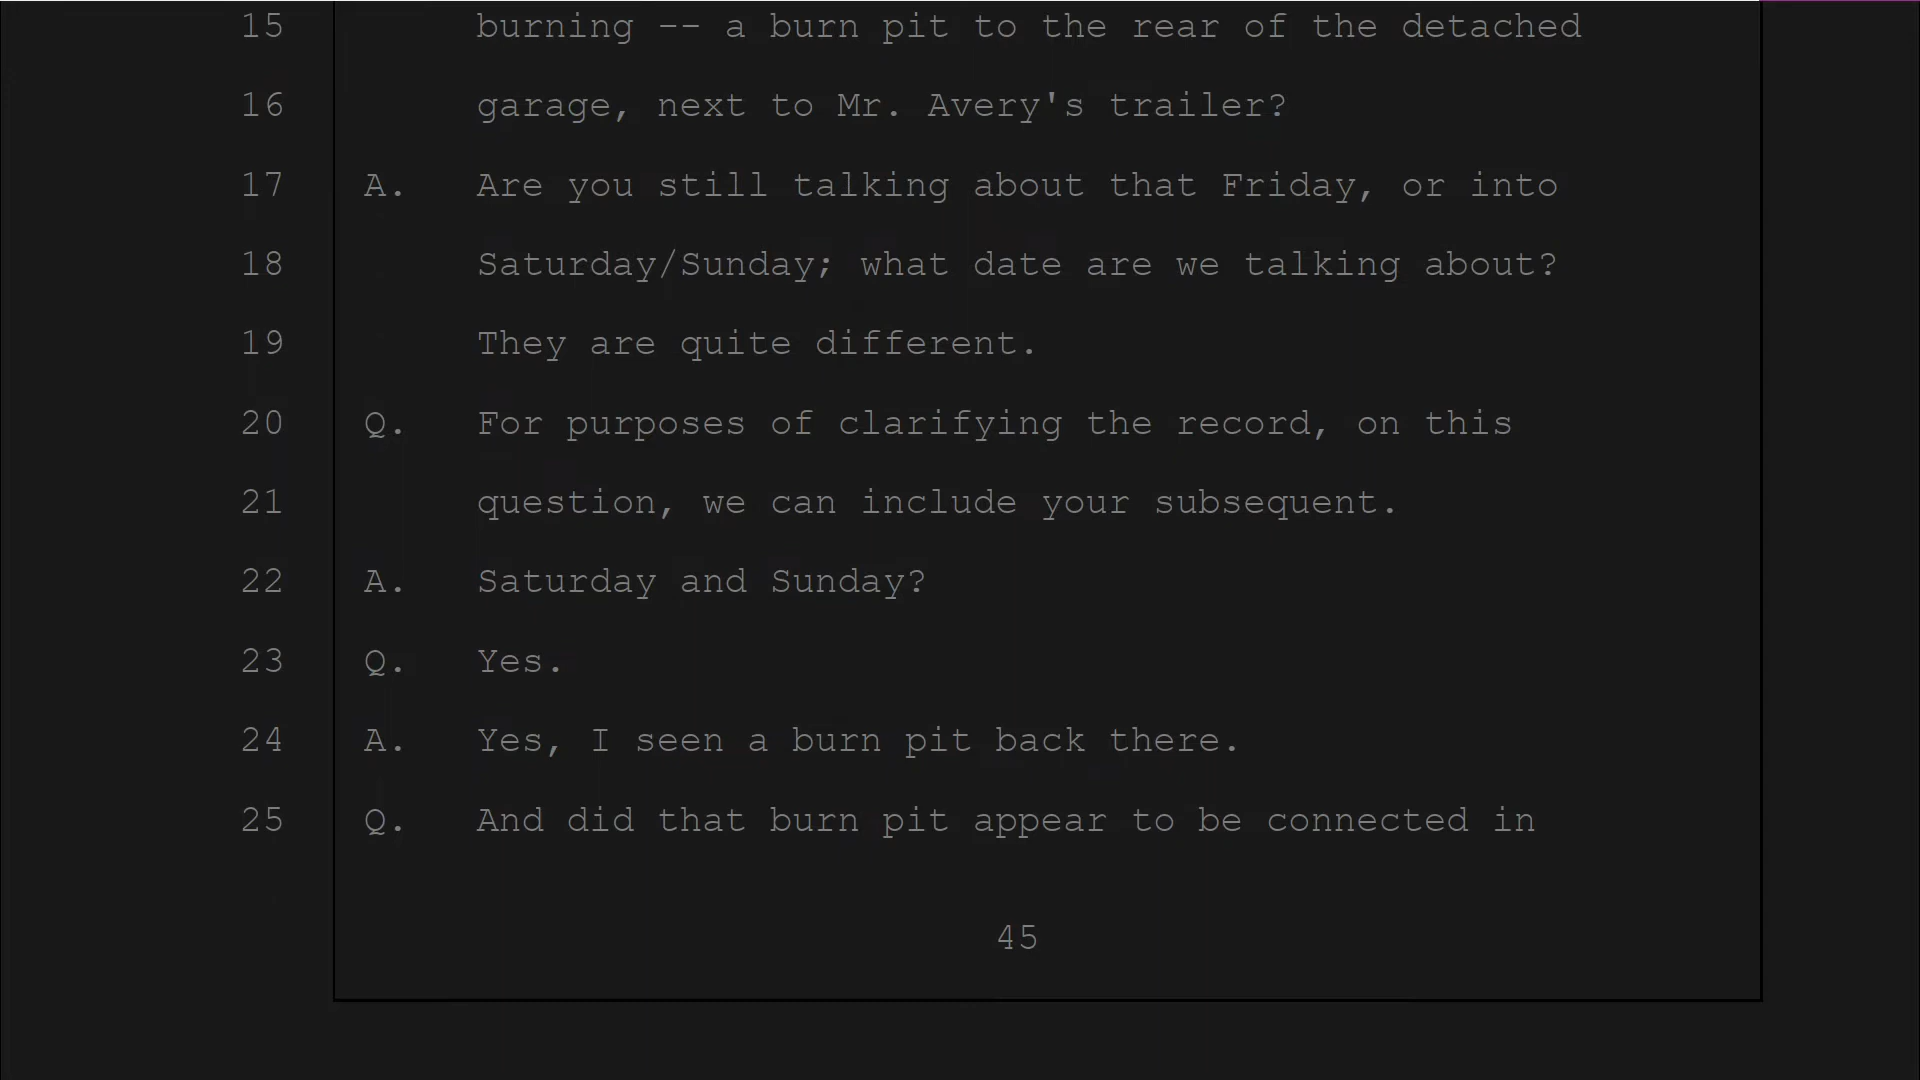 15 burning -- a burn pit to the rear of the detached
16 garage, next to Mr. Avery's trailer?
17 A. Are you still talking about that Friday, or into
18 Saturday/Sunday; what date are we talking about?
19 They are quite different.
20 Q. For purposes of clarifying the record, on this
21 question, we can include your subsequent.
22 A. Saturday and Sunday?
23 Q. Yes.
24 A. Yes, I seen a burn pit back there.
25 Q. And did that burn pit appear to be connected in
45